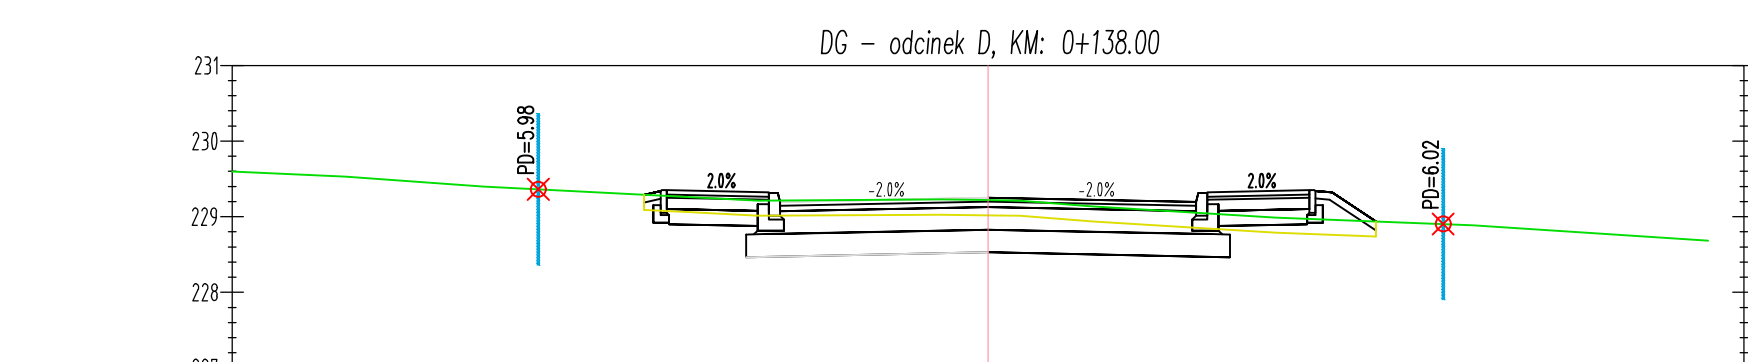 DG – odcinek D, KM: 0+138.00
231
PD=5.98
230
PD=6.02
2.0%
-2.0%
-2.0%
2.0%
229
228